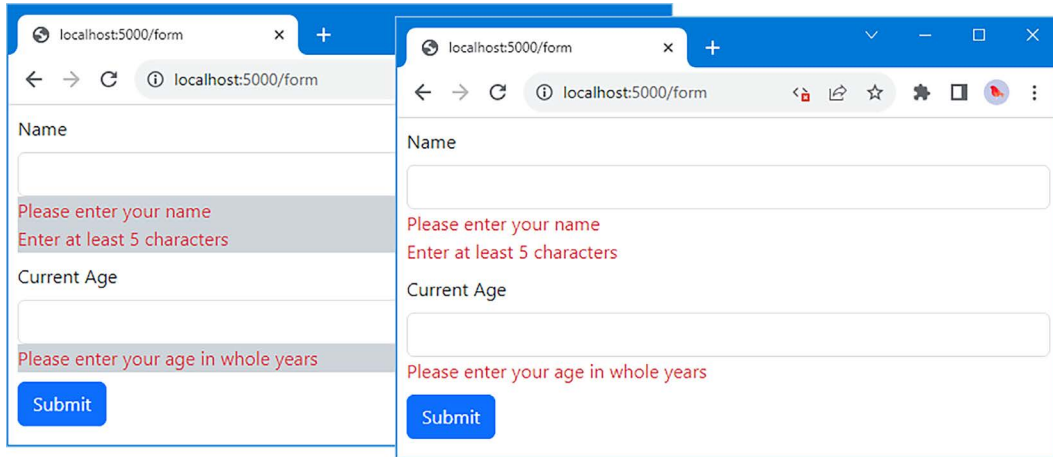 localhost:5000/form
localhost:5000/form
Name
Please enter your name
Enter at least 5 characters
Current Age
Please enter your age in whole years
Submit
localhost:5000/form
localhost:5000/form
Name
Please enter your name
Enter at least 5 characters
Current Age
Please enter your age in whole years
Submit